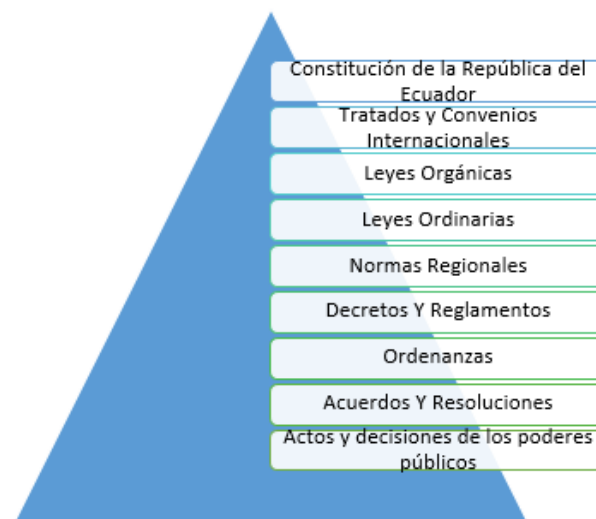 Constitución de la República del
Ecuador
Tratados y Convenios
Internacionales
Leyes Orgánicas
Leyes Ordinarias
Normas Regionales
Decretos Y Reglamentos
Ordenanzas
Acuerdos Y Resoluciones
Actos y decisiones de los poderes
públicos